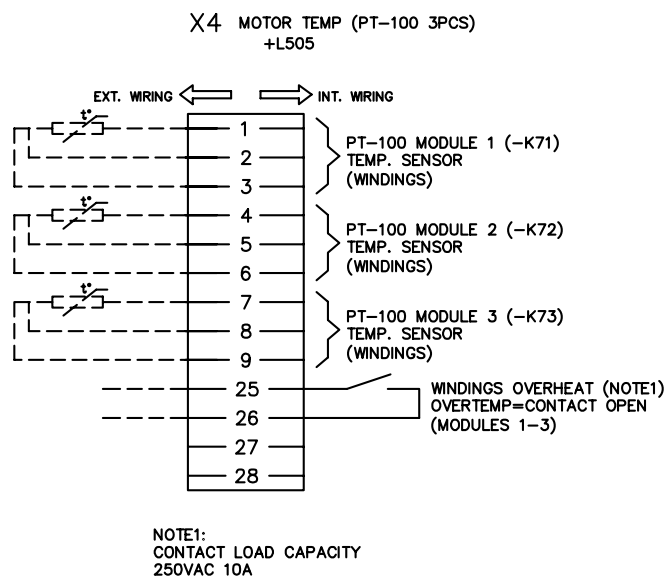 X4 MOTOR TEMP (PT-100 3PCS)
+L505
EXT. WIRING
INT. WIRING
t°
1
2
3
PT-100 MODULE 1 (-K71)
TEMP. SENSOR
(WINDINGS)
t°
4
5
6
PT-100 MODULE 2 (-K72)
TEMP. SENSOR
(WINDINGS)
t°
7
8
9
PT-100 MODULE 3 (-K73)
TEMP. SENSOR
(WINDINGS)
25
26
27
28
WINDINGS OVERHEAT (NOTE1)
OVERTEMP=CONTACT OPEN
(MODULES 1-3)
NOTE1:
CONTACT LOAD CAPACITY
250VAC 10A